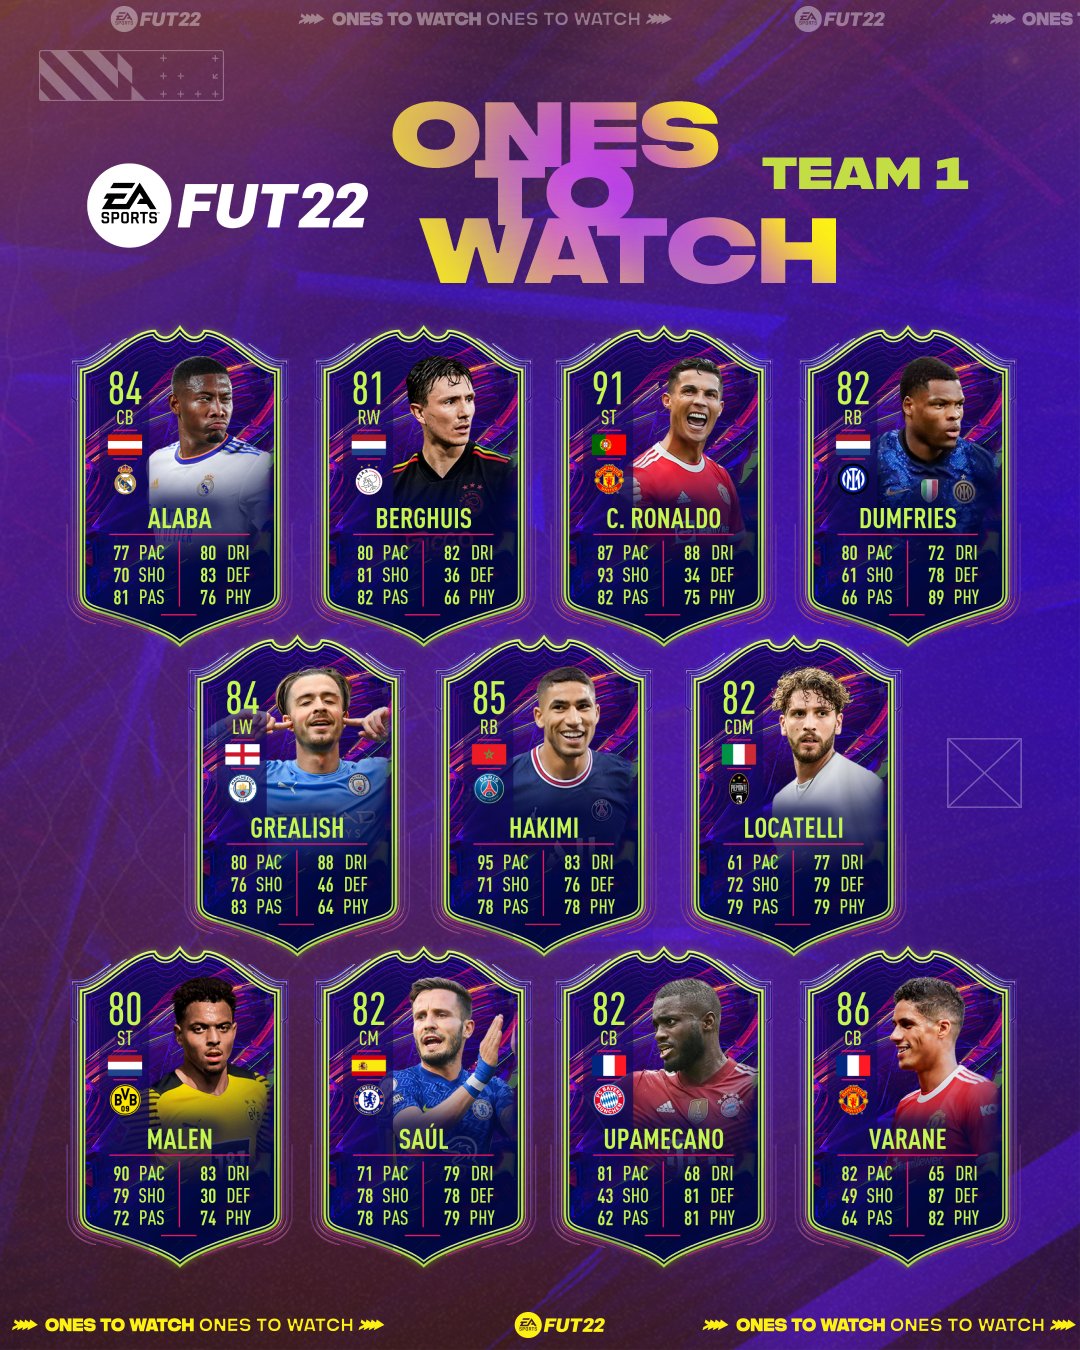 EA SPORTS FUT22 ONES TO WATCH ONES TO WATCH EA SPORTS FUT22 ONES T
ONES
TO
WATCH
TEAM 1
EA SPORTS FUT22
84
CB
ALABA
77 PAC 80 DRI
70 SHO 83 DEF
81 PAS 76 PHY
81
RW
BERGHUIS
80 PAC 82 DRI
81 SHO 36 DEF
82 PAS 66 PHY
91
ST
C. RONALDO
87 PAC 88 DRI
93 SHO 34 DEF
82 PAS 75 PHY
82
RB
DUMFRIES
80 PAC 72 DRI
61 SHO 78 DEF
66 PAS 89 PHY
84
LW
GREALISH
80 PAC 88 DRI
76 SHO 46 DEF
83 PAS 64 PHY
85
RB
HAKIMI
95 PAC 83 DRI
71 SHO 76 DEF
78 PAS 78 PHY
82
CDM
LOCATELLI
61 PAC 77 DRI
72 SHO 79 DEF
79 PAS 79 PHY
80
ST
BVB
09
MALEN
90 PAC 83 DRI
79 SHO 30 DEF
72 PAS 74 PHY
82
CM
SAÚL
71 PAC 79 DRI
78 SHO 78 DEF
78 PAS 79 PHY
82
CB
UPAMECANO
81 PAC 68 DRI
43 SHO 81 DEF
62 PAS 81 PHY
86
CB
VARANE
82 PAC 65 DRI
49 SHO 87 DEF
64 PAS 82 PHY
ONES TO WATCH ONES TO WATCH EA SPORTS FUT22 ONES TO WATCH ONES TO WATCH